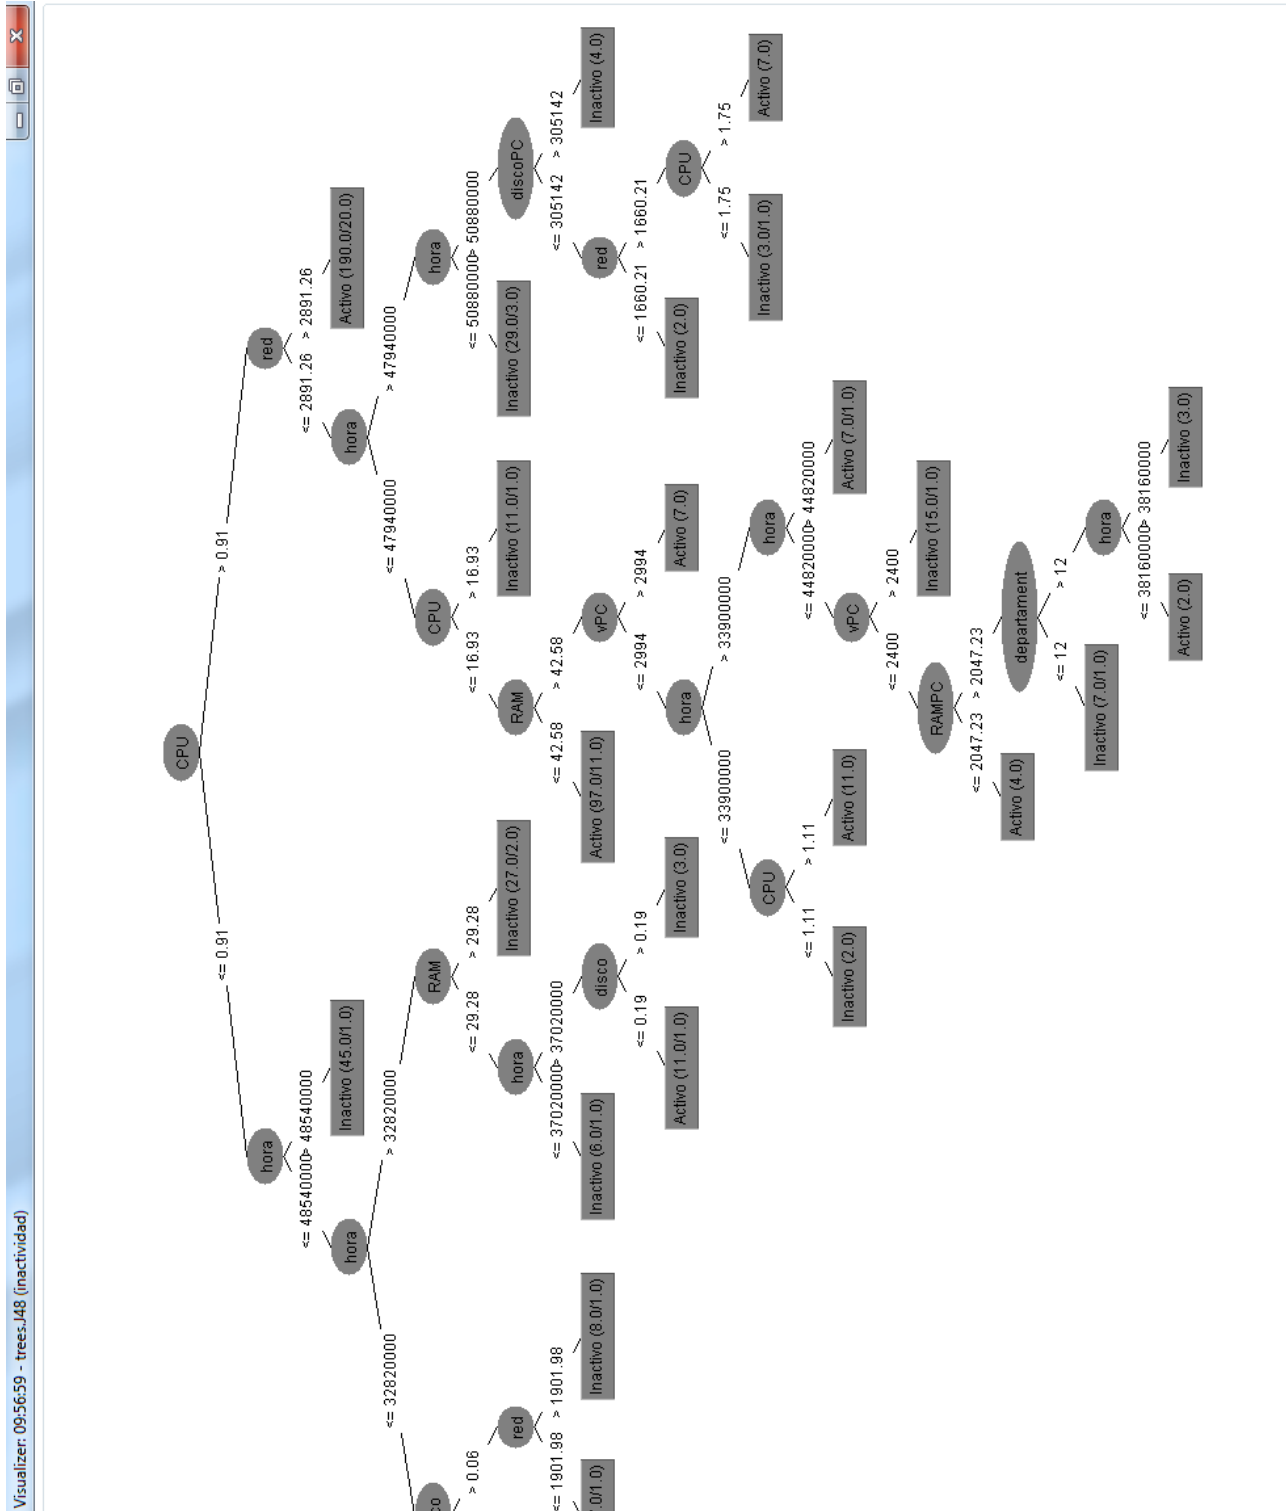 Visualizer: 09:56:59 - trees.J48 (inactividad)
CPU
<= 0.91
> 0.91
hora
red
<= 48540000
> 48540000
<= 2891.26
> 2891.26
hora
Inactivo (45.0/1.0)
hora
Activo (190.0/20.0)
<= 32820000
> 32820000
<= 47940000
> 47940000
RAM
CPU
hora
> 0.06
<= 29.28
> 29.28
<= 16.93
> 16.93
<= 50880000
> 50880000
red
hora
Inactivo (27.0/2.0)
RAM
Inactivo (11.0/1.0)
Inactivo (29.0/3.0)
discoPC
<= 1901.98
> 1901.98
<= 37020000
> 37020000
<= 42.58
> 42.58
<= 305142
> 305142
Inactivo (8.0/1.0)
Inactivo (6.0/1.0)
disco
Activo (97.0/11.0)
vPC
red
Inactivo (4.0)
<= 0.19
> 0.19
<= 2994
> 2994
<= 1660.21
> 1660.21
Activo (11.0/1.0)
Inactivo (3.0)
hora
Activo (7.0)
Inactivo (2.0)
CPU
<= 33900000
> 33900000
<= 1.75
> 1.75
CPU
hora
Inactivo (3.0/1.0)
Activo (7.0)
<= 1.11
> 1.11
<= 44820000
> 44820000
Inactivo (2.0)
Activo (11.0)
vPC
Activo (7.0/1.0)
<= 2400
> 2400
RAMPC
Inactivo (15.0/1.0)
<= 2047.23
> 2047.23
Activo (4.0)
departament
<= 12
> 12
Inactivo (7.0/1.0)
hora
<= 38160000
> 38160000
Activo (2.0)
Inactivo (3.0)